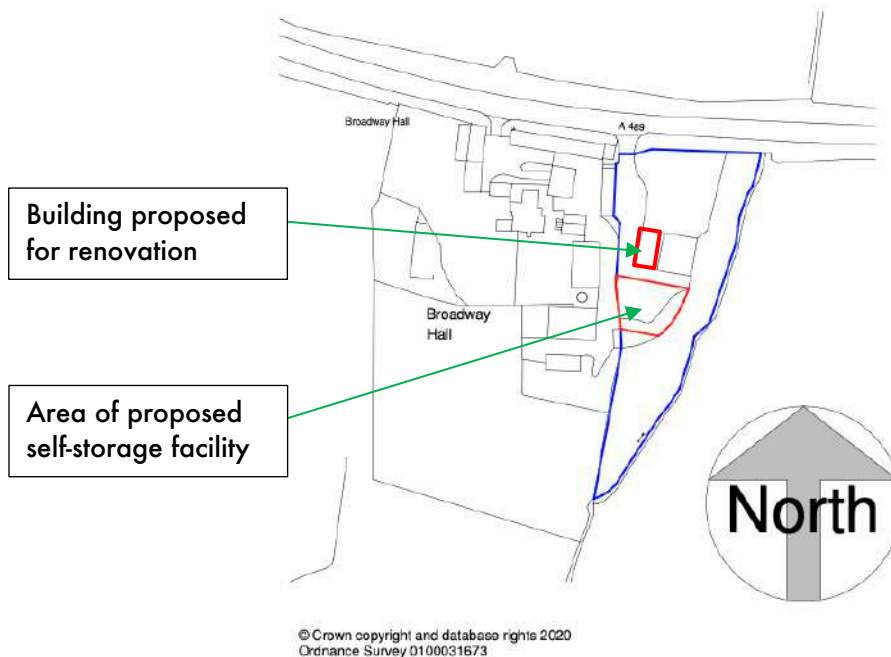 Broadway Hall
A 489
Building proposed
for renovation
Broadway
Hall
Area of proposed
self-storage facility
North
© Crown copyright and database rights 2020
Ordnance Survey 0100031673